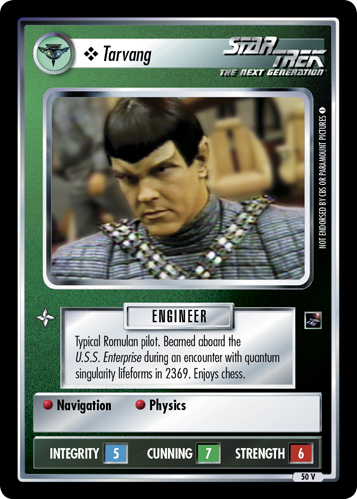 ❖ Tarvang
STAR TREK
THE NEXT GENERATION
NOT ENDORSED BY CBS OR PARAMOUNT PICTURES
ENGINEER
Typical Romulan pilot. Beamed aboard the
U.S.S. Enterprise during an encounter with quantum
singularity lifeforms in 2369. Enjoys chess.
Navigation Physics
INTEGRITY 5 CUNNING 7 STRENGTH 6
50 V